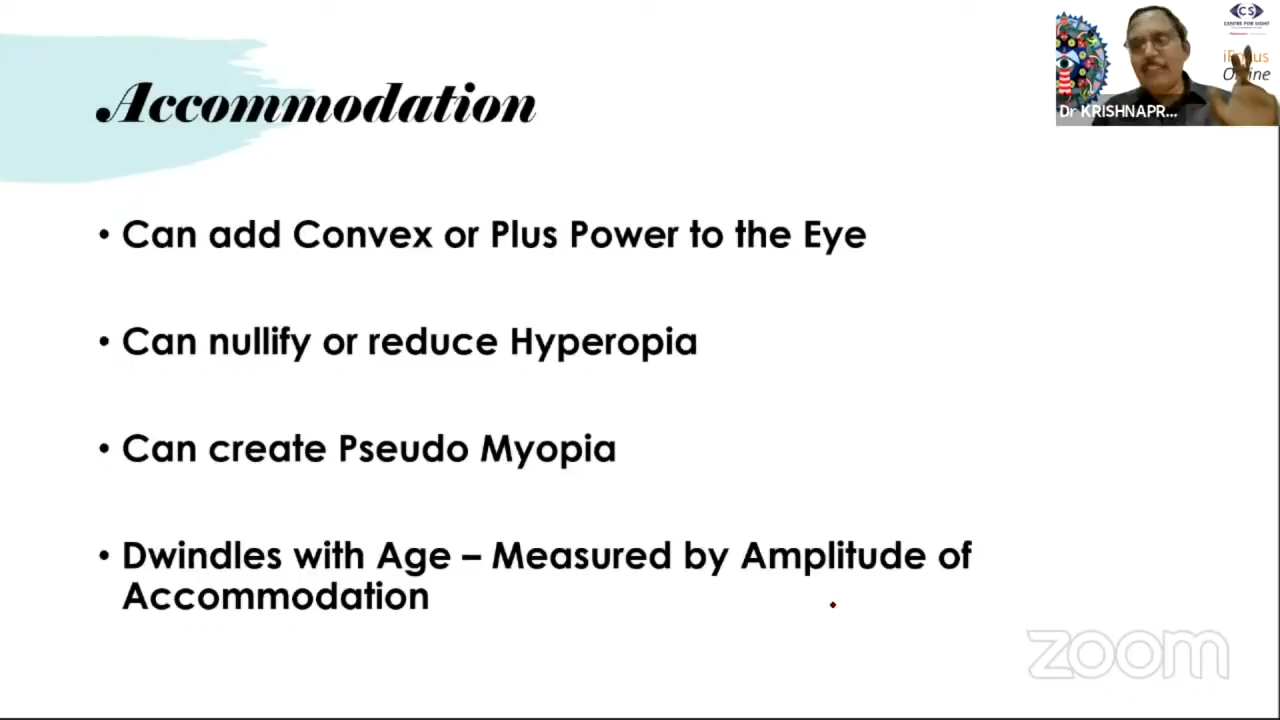 Accommodation
• Can add Convex or Plus Power to the Eye
• Can nullify or reduce Hyperopia
• Can create Pseudo Myopia
• Dwindles with Age – Measured by Amplitude of
Accommodation
CS
CENTRE FOR SIGHT
Dr KRISHNAPR...
zoom